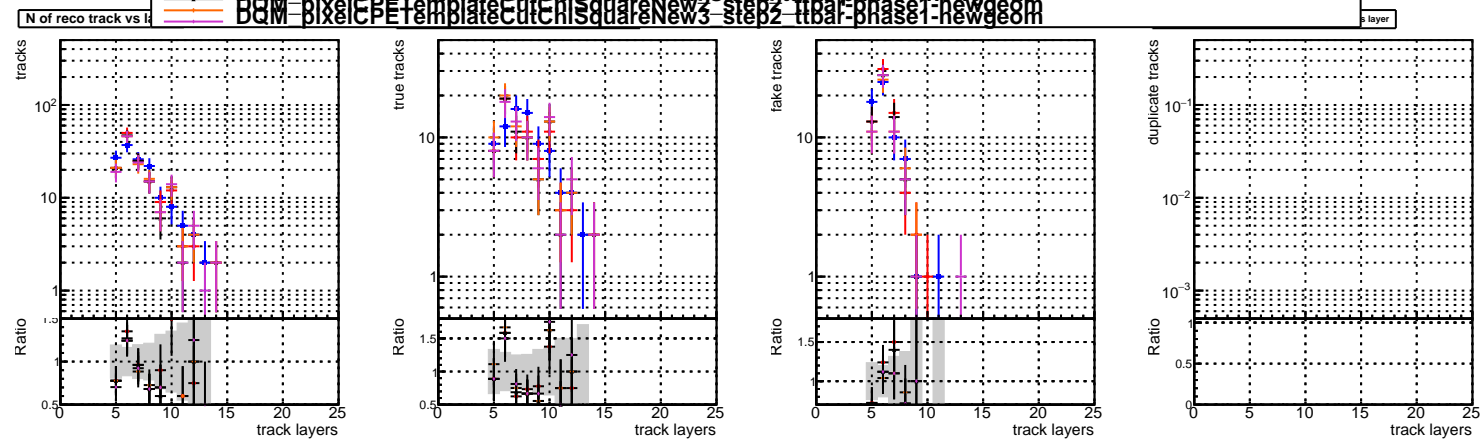 DQM_pixelCPETemplateCutChiSquareNew3_step2_ttbar-phase1-newgeom
N of reco track vs la
s layer
tracks
10²
10
1
Ratio
1.5
1
0.5
0 5 10 15 20 25
track layers
true tracks
10
1
Ratio
1.5
1
0.5
0 5 10 15 20 25
track layers
fake tracks
10
1
Ratio
1.5
1
0 5 10 15 20 25
track layers
duplicate tracks
10⁻¹
10⁻²
10⁻³
Ratio
1
0.5
0
0 5 10 15 20 25
track layers